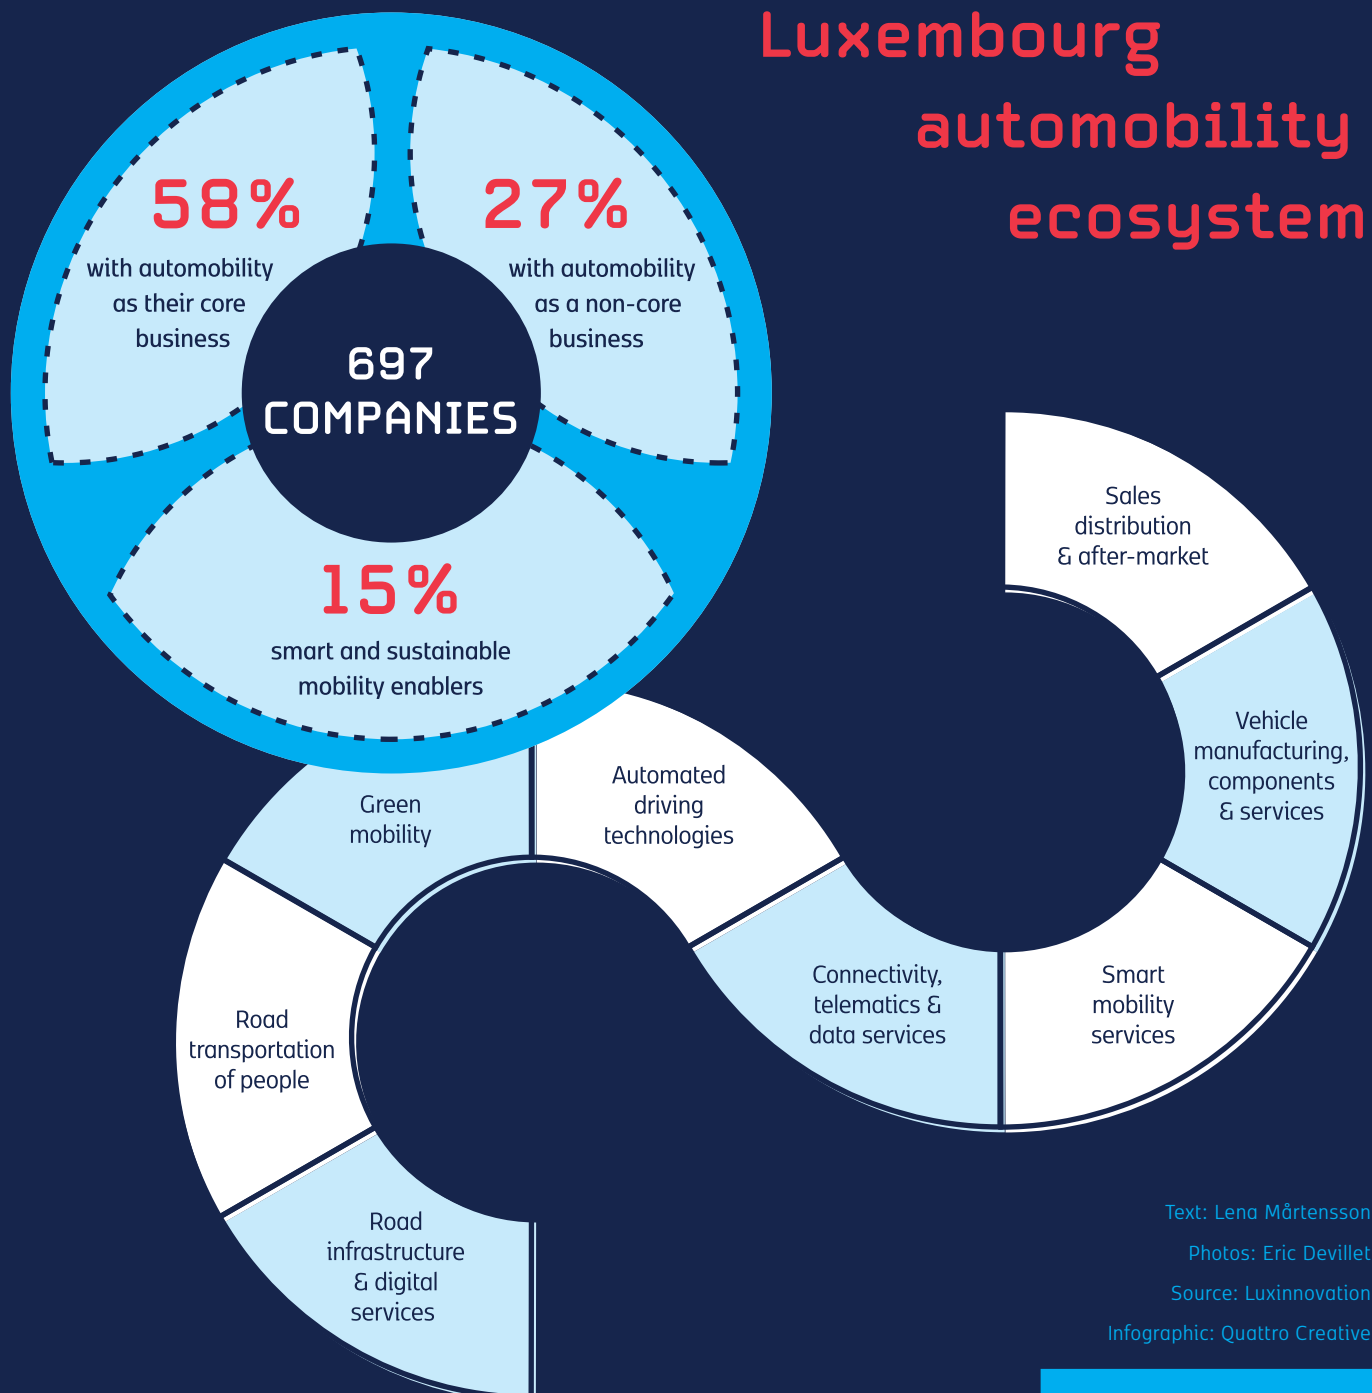 Luxembourg
automobility
ecosystem
58%
with automobility
as their core
business
27%
with automobility
as a non-core
business
697
COMPANIES
15%
smart and sustainable
mobility enablers
Sales
distribution
& after-market
Vehicle
manufacturing,
components
& services
Smart
mobility
services
Connectivity,
telematics &
data services
Automated
driving
technologies
Green
mobility
Road
transportation
of people
Road
infrastructure
& digital
services
Text: Lena Mårtensson
Photos: Eric Devillet
Source: Luxinnovation
Infographic: Quattro Creative